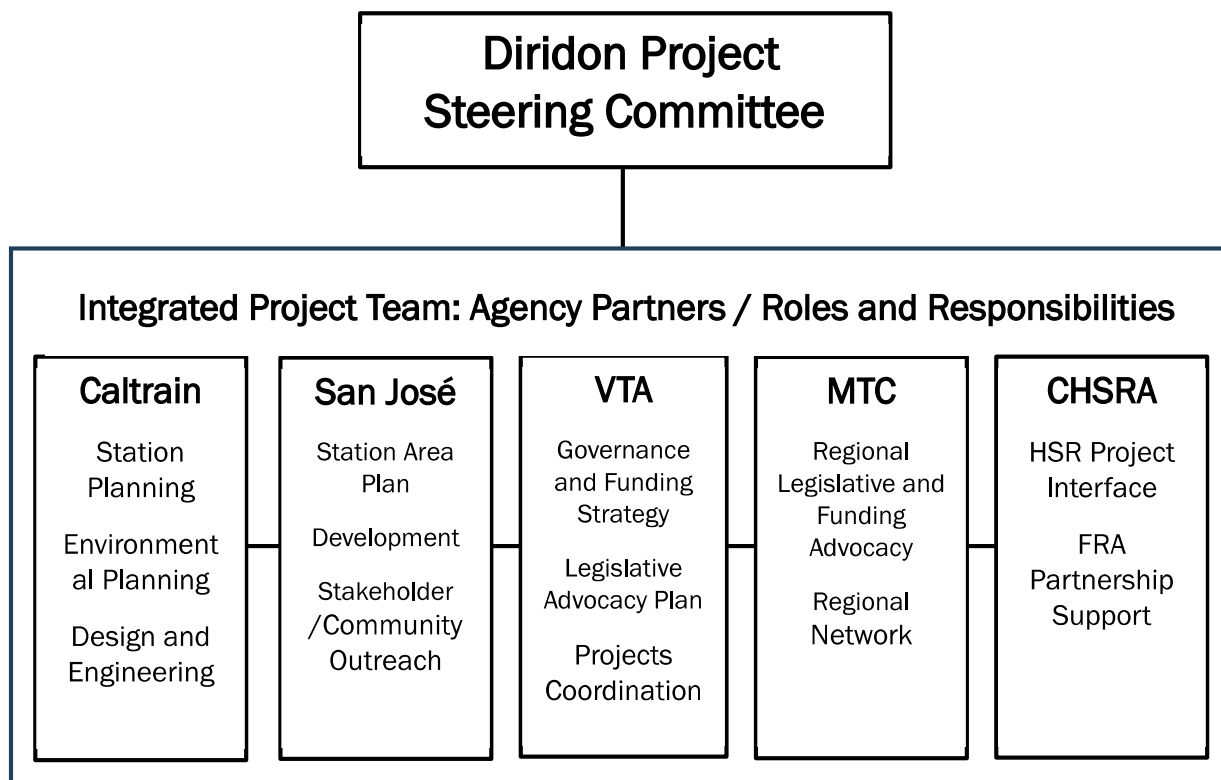 Diridon Project
Steering Committee
Integrated Project Team: Agency Partners / Roles and Responsibilities
Caltrain
Station
Planning
Environment
al Planning
Design and
Engineering
San José
Station Area
Plan
Development
Stakeholder
/Community
Outreach
VTA
Governance
and Funding
Strategy
Legislative
Advocacy Plan
Projects
Coordination
MTC
Regional
Legislative and
Funding
Advocacy
Regional
Network
CHSRA
HSR Project
Interface
FRA
Partnership
Support